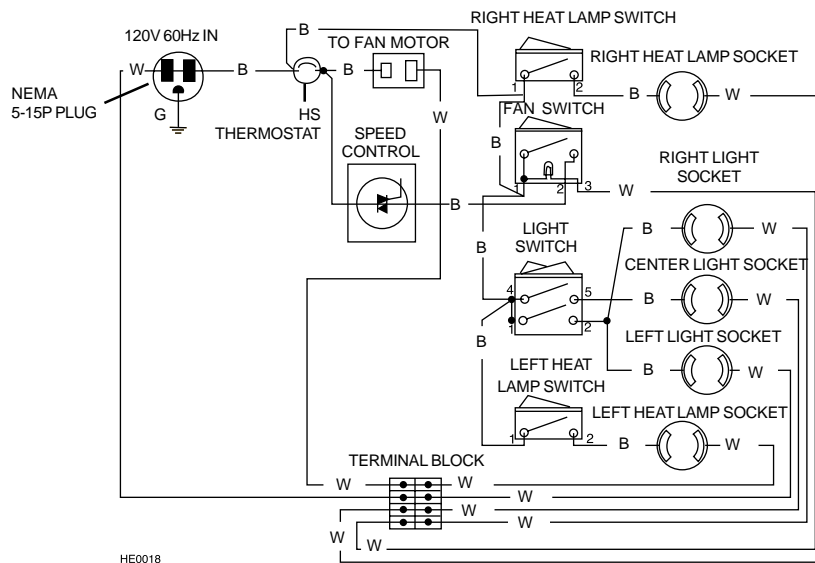 RIGHT HEAT LAMP SWITCH
120V 60Hz IN
B
TO FAN MOTOR
RIGHT HEAT LAMP SOCKET
W
B
B
NEMA
5-15P PLUG
1
2
B
W
G
HS
THERMOSTAT
W
FAN SWITCH
SPEED
CONTROL
B
RIGHT LIGHT
SOCKET
1
2
3
W
B
LIGHT
SWITCH
B
W
B
CENTER LIGHT SOCKET
4
5
B
W
1
2
LEFT LIGHT SOCKET
B
LEFT HEAT
LAMP SWITCH
B
W
LEFT HEAT LAMP SOCKET
1
2
B
W
TERMINAL BLOCK
W
W
W
W
W
W
W
W
W
HE0018